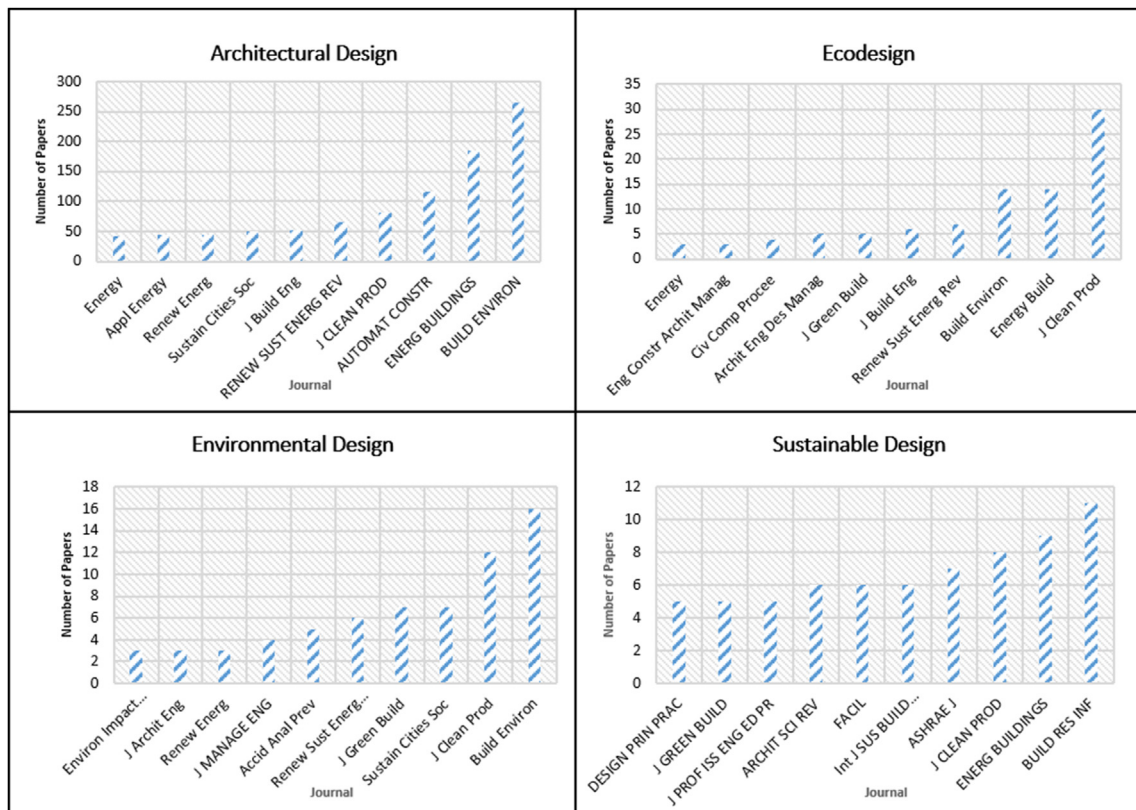 Architectural Design
Number of Papers
300
250
200
150
100
50
0
Energy
Appl Energy
Renew Energ
Sustain Cities Soc
J Build Eng
RENEW SUST ENERG REV
J CLEAN PROD
AUTOMAT CONSTR
ENERG BUILDINGS
BUILD ENVIRON
Journal
Ecodesign
Number of Papers
35
30
25
20
15
10
5
0
Energy
Eng Constr Archit Manag
Civ Comp Procee
Archit Eng Des Manag
J Green Build
J Build Eng
Renew Sust Energ Rev
Build Environ
Energy Build
J Clean Prod
Journal
Environmental Design
Number of Papers
18
16
14
12
10
8
6
4
2
0
Environ Impact...
J Archit Eng
Renew Energ
J MANAGE ENG
Accid Anal Prev
Renew Sust Energ...
J Green Build
Sustain Cities Soc
J Clean Prod
Build Environ
Journal
Sustainable Design
Number of Papers
12
10
8
6
4
2
0
DESIGN PRIN PRAC
J GREEN BUILD
J PROF ISS ENG ED PR
ARCHIT SCI REV
FACIL
Int J SUS BUILD...
ASHRAE J
J CLEAN PROD
ENERG BUILDINGS
BUILD RES INF
Journal